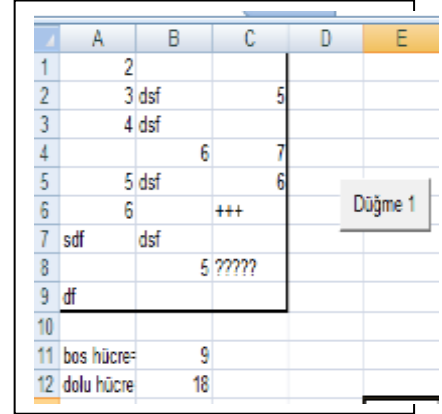 A B C D E
1 2
2 3 dsf 5
3 4 dsf
4 6 7
5 5 dsf 6
6 6 +++
Düğme 1
7 sdf dsf
8 5 ?????
9 df
10
11 bos hücre= 9
12 dolu hücre 18